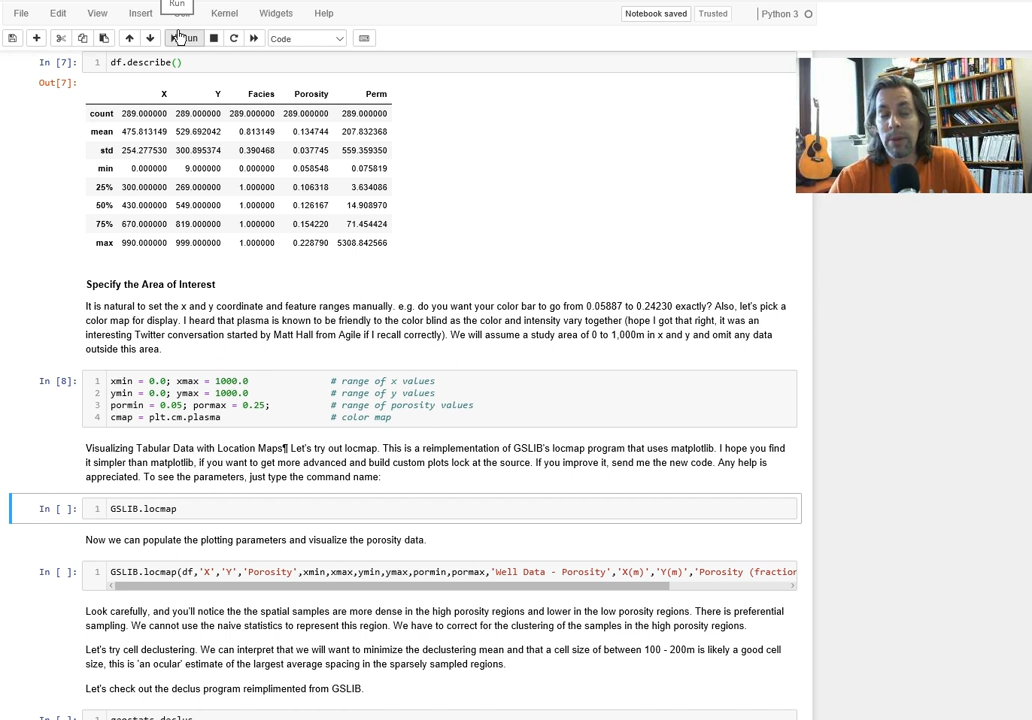 Run
File Edit View Insert Kernel Widgets Help Notebook saved Trusted Python 3
Run Code
In [7]: 1 df.describe()
Out[7]:
X Y Facies Porosity Perm
count 289.000000 289.000000 289.000000 289.000000 289.000000
mean 475.813149 529.692042 0.813149 0.134744 207.832368
std 254.277530 300.895374 0.390468 0.037745 559.359350
min 0.000000 9.000000 0.000000 0.058548 0.075819
25% 300.000000 269.000000 1.000000 0.106318 3.634086
50% 430.000000 549.000000 1.000000 0.126167 14.908970
75% 670.000000 819.000000 1.000000 0.154220 71.454424
max 990.000000 999.000000 1.000000 0.228790 5308.842566
Specify the Area of Interest
It is natural to set the x and y coordinate and feature ranges manually. e.g. do you want your color bar to go from 0.05887 to 0.24230 exactly? Also, let's pick a
color map for display. I heard that plasma is known to be friendly to the color blind as the color and intensity vary together (hope I got that right, it was an
interesting Twitter conversation started by Matt Hall from Agile if I recall correctly). We will assume a study area of 0 to 1,000m in x and y and omit any data
outside this area.
In [8]: 1 xmin = 0.0; xmax = 1000.0 # range of x values
2 ymin = 0.0; ymax = 1000.0 # range of y values
3 pormin = 0.05; pormax = 0.25; # range of porosity values
4 cmap = plt.cm.plasma # color map
Visualizing Tabular Data with Location Maps¶ Let's try out locmap. This is a reimplementation of GSLIB's locmap program that uses matplotlib. I hope you find
it simpler than matplotlib, if you want to get more advanced and build custom plots lock at the source. If you improve it, send me the new code. Any help is
appreciated. To see the parameters, just type the command name:
In [ ]: 1 GSLIB.locmap
Now we can populate the plotting parameters and visualize the porosity data.
In [ ]: 1 GSLIB.locmap(df,'X','Y','Porosity',xmin,xmax,ymin,ymax,pormin,pormax,'Well Data - Porosity','X(m)','Y(m)','Porosity (fraction
Look carefully, and you'll notice the the spatial samples are more dense in the high porosity regions and lower in the low porosity regions. There is preferential
sampling. We cannot use the naive statistics to represent this region. We have to correct for the clustering of the samples in the high porosity regions.
Let's try cell declustering. We can interpret that we will want to minimize the declustering mean and that a cell size of between 100 - 200m is likely a good cell
size, this is 'an ocular' estimate of the largest average spacing in the sparsely sampled regions.
Let's check out the declus program reimplimented from GSLIB.